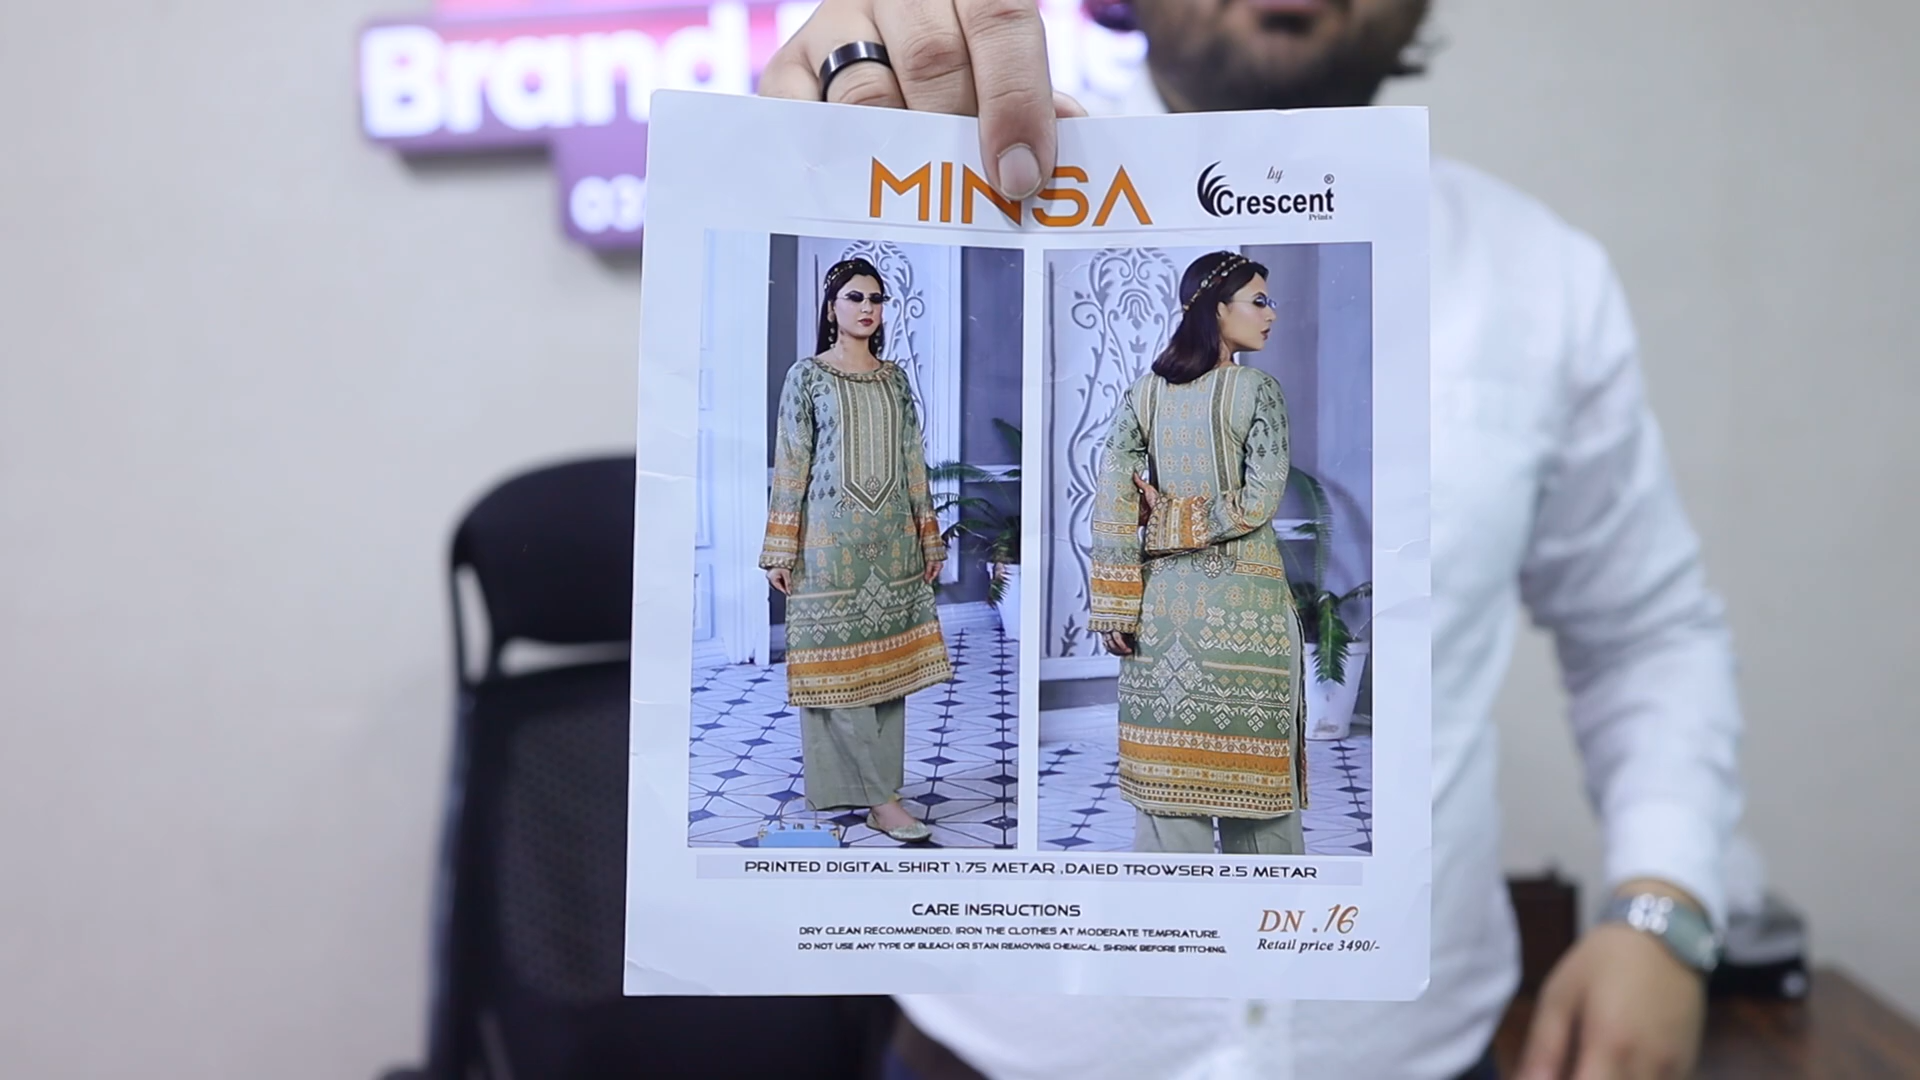 Brand
03
MINSA
by
Crescent®
Prints
PRINTED DIGITAL SHIRT 1.75 METAR ,DAIED TROWSER 2.5 METAR
CARE INSRUCTIONS
DRY CLEAN RECOMMENDED. IRON THE CLOTHES AT MODERATE TEMPRATURE.
DO NOT USE ANY TYPE OF BLEACH OR STAIN REMOVING CHEMICAL. SHRINK BEFORE STITCHING.
DN .16
Retail price 3490/-